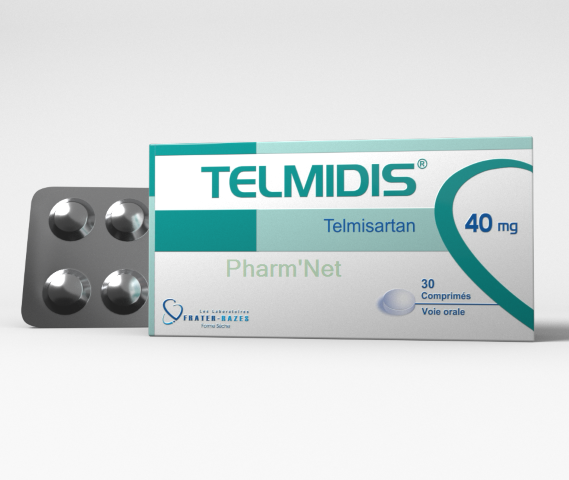 TELMIDIS®
Telmisartan
40 mg
Pharm'Net
30
Comprimés
Voie orale
Les Laboratoires
FRATER-RAZES